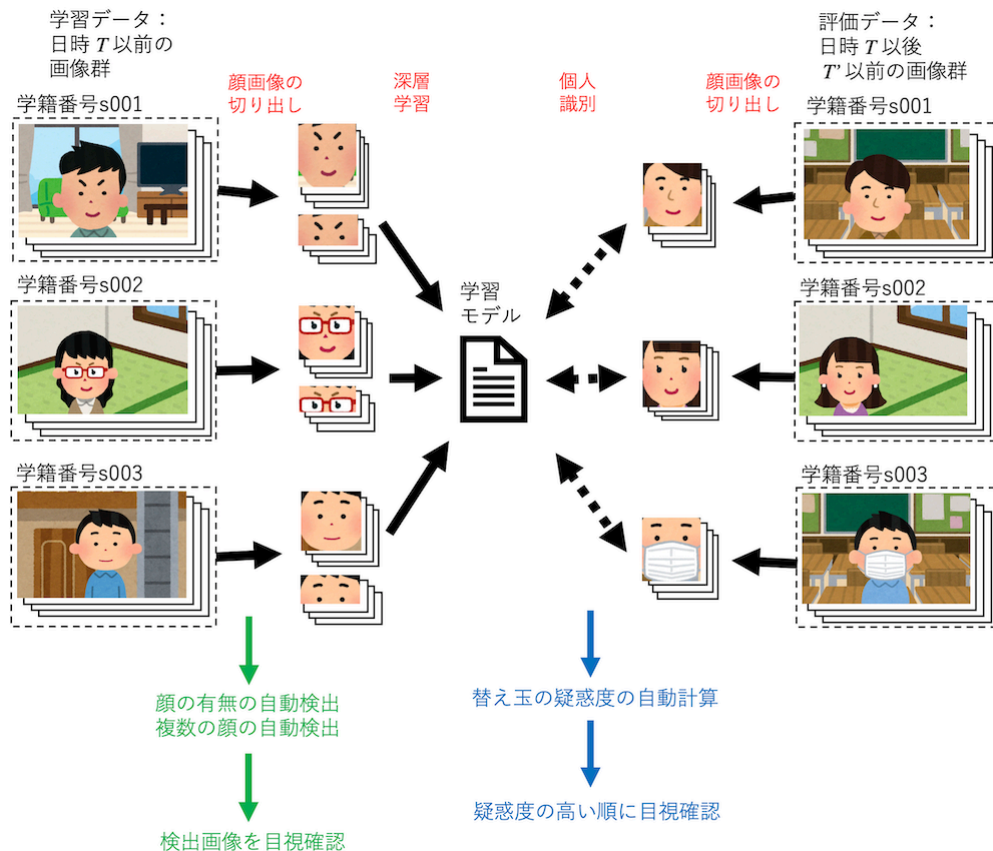 学習データ：
日時 T 以前の
画像群
評価データ：
日時 T 以後
T' 以前の画像群
顔画像の
切り出し
深層
学習
個人
識別
顔画像の
切り出し
学籍番号s001
学籍番号s001
学籍番号s002
学籍番号s002
学習
モデル
学籍番号s003
学籍番号s003
顔の有無の自動検出
複数の顔の自動検出
替え玉の疑惑度の自動計算
検出画像を目視確認
疑惑度の高い順に目視確認